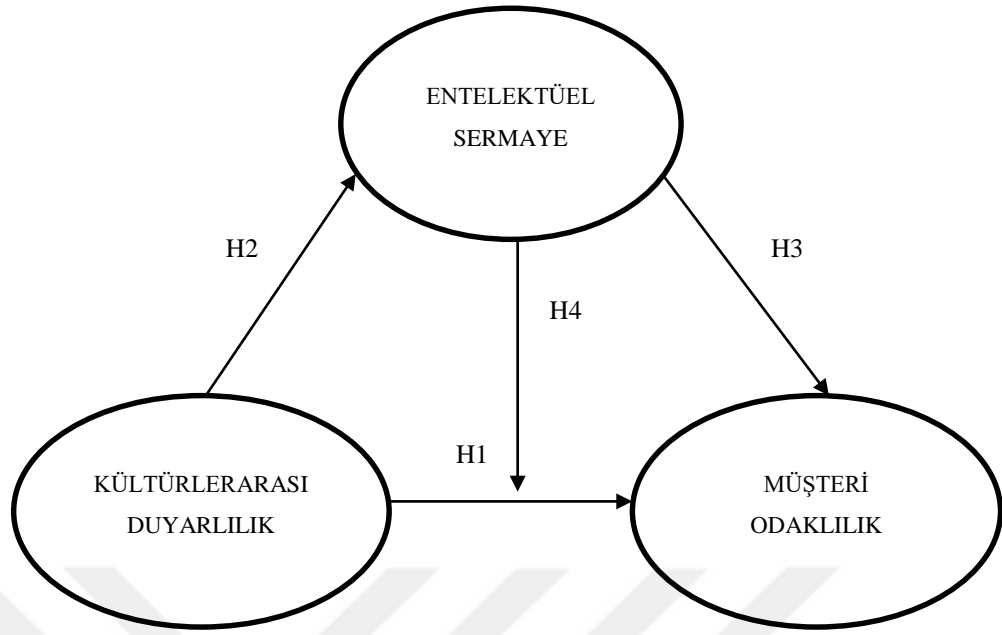 ENTELEKTÜEL
SERMAYE
H2
H3
H4
H1
KÜLTÜRLERARASI
DUYARLILIK
MÜŞTERİ
ODAKLILIK